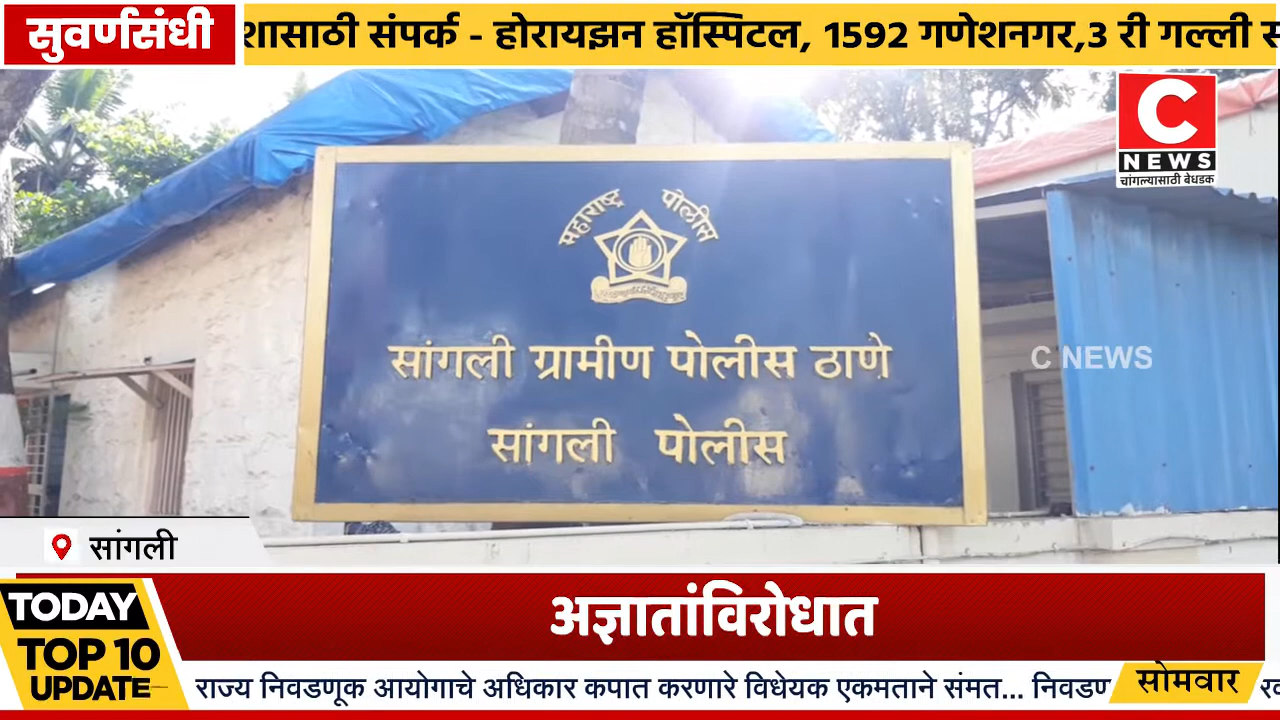 सुवर्णसंधी
शासाठी संपर्क - होरायझन हॉस्पिटल, 1592 गणेशनगर,3 री गल्ली
C
NEWS
चांगल्यासाठी बेधडक
महाराष्ट्र पोलीस
सांगली ग्रामीण पोलीस ठाणे
सांगली पोलीस
C NEWS
सांगली
TODAY
TOP 10
UPDATE
अज्ञातांविरोधात
राज्य निवडणूक आयोगाचे अधिकार कपात करणारे विधेयक एकमताने संमत... निवडण
सोमवार